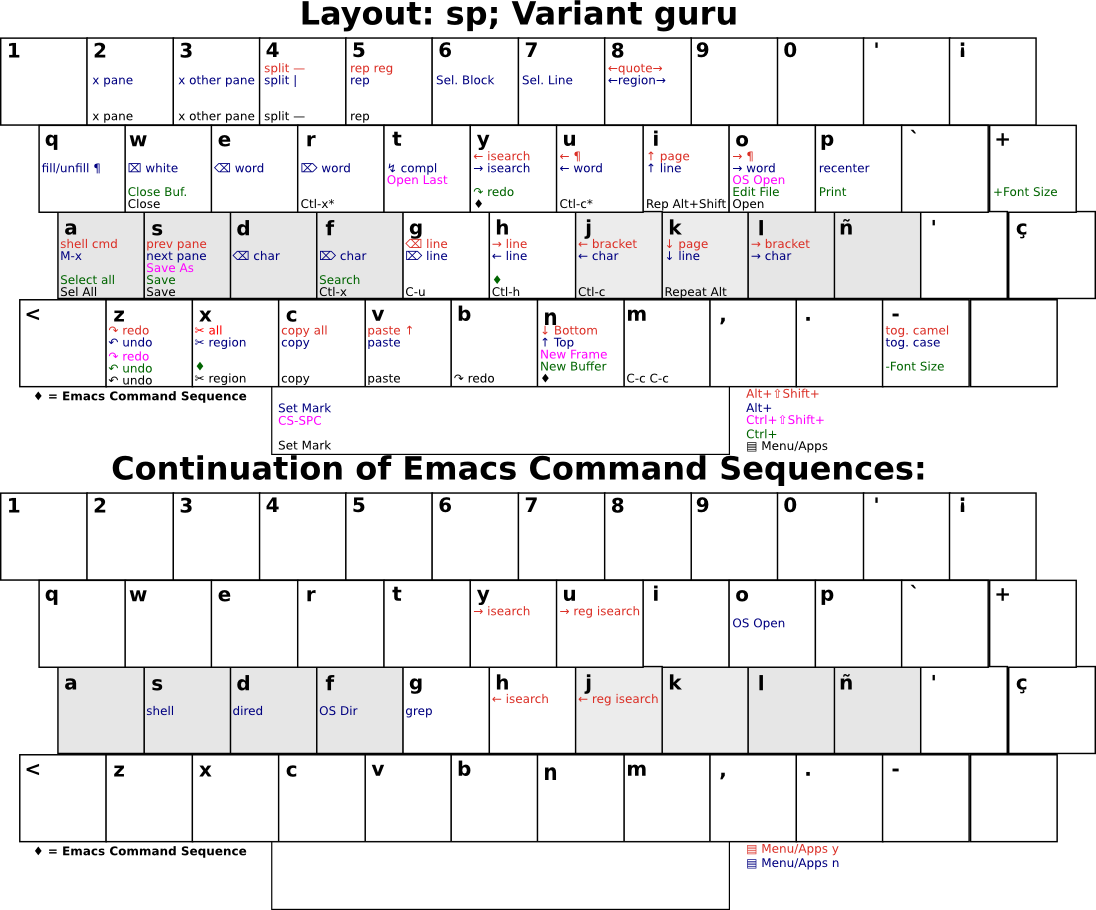 Layout: sp; Variant guru
1 2 3 4 5 6 7 8 9 0 ' ¡
split — rep reg ←quote→
x pane x other pane split | rep Sel. Block Sel. Line ←region→
x pane x other pane split — rep
q w e r t y u i o p ` +
← isearch ← ¶ ↑ page → ¶
fill/unfill ¶ ⌧ white ⌫ word ⌦ word ↯ compl → isearch ← word ↑ line → word recenter
Open Last OS Open
Close Buf. ↷ redo Edit File Print +Font Size
Close Ctl-x* ♦ Ctl-c* Rep Alt+Shift Open
a s d f g h j k l ñ ' ç
shell cmd prev pane ⌫ line → line ← bracket ↓ page → bracket
M-x next pane ⌫ char ⌦ char ⌦ line ← line ← char ↓ line → char
Save As
Select all Save Search ♦
Sel All Save Ctl-x C-u Ctl-h Ctl-c Repeat Alt
< z x c v b n m , . -
↷ redo ✂ all copy all paste ↑ ↓ Bottom tog. camel
↶ undo ✂ region copy paste ↑ Top tog. case
↷ redo New Frame
↶ undo ♦ New Buffer -Font Size
↶ undo ✂ region copy paste ↷ redo ♦ C-c C-c
♦ = Emacs Command Sequence
Set Mark
CS-SPC
Set Mark
Alt+⇧Shift+
Alt+
Ctrl+⇧Shift+
Ctrl+
▤ Menu/Apps
Continuation of Emacs Command Sequences:
1 2 3 4 5 6 7 8 9 0 ' ¡
q w e r t y u i o p ` +
→ isearch → reg isearch
OS Open
a s d f g h j k l ñ ' ç
← isearch ← reg isearch
shell dired OS Dir grep
< z x c v b n m , . -
♦ = Emacs Command Sequence
▤ Menu/Apps y
▤ Menu/Apps n